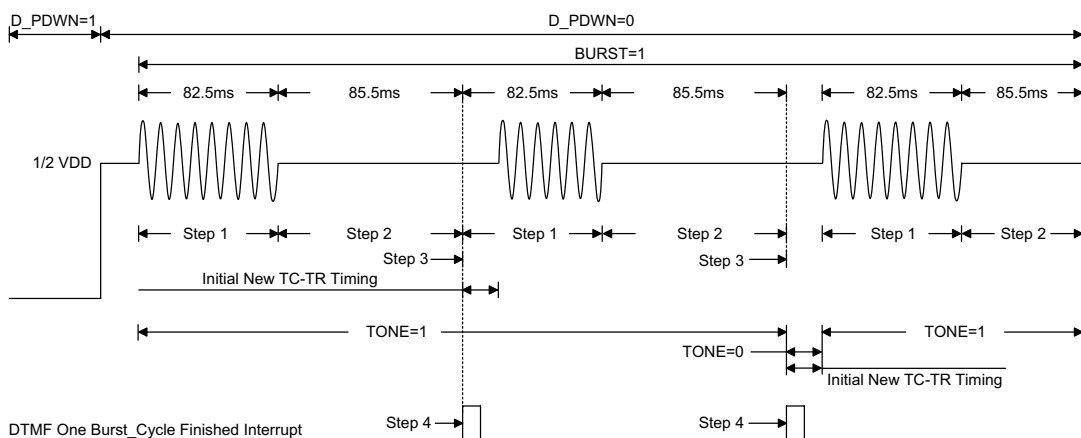 D_PDWN=1
D_PDWN=0
BURST=1
82.5ms
85.5ms
82.5ms
85.5ms
82.5ms
85.5ms
1/2 VDD
Step 1
Step 2
Step 1
Step 2
Step 1
Step 2
Step 3
Step 3
Initial New TC-TR Timing
TONE=1
TONE=1
TONE=0
Initial New TC-TR Timing
DTMF One Burst_Cycle Finished Interrupt
Step 4
Step 4